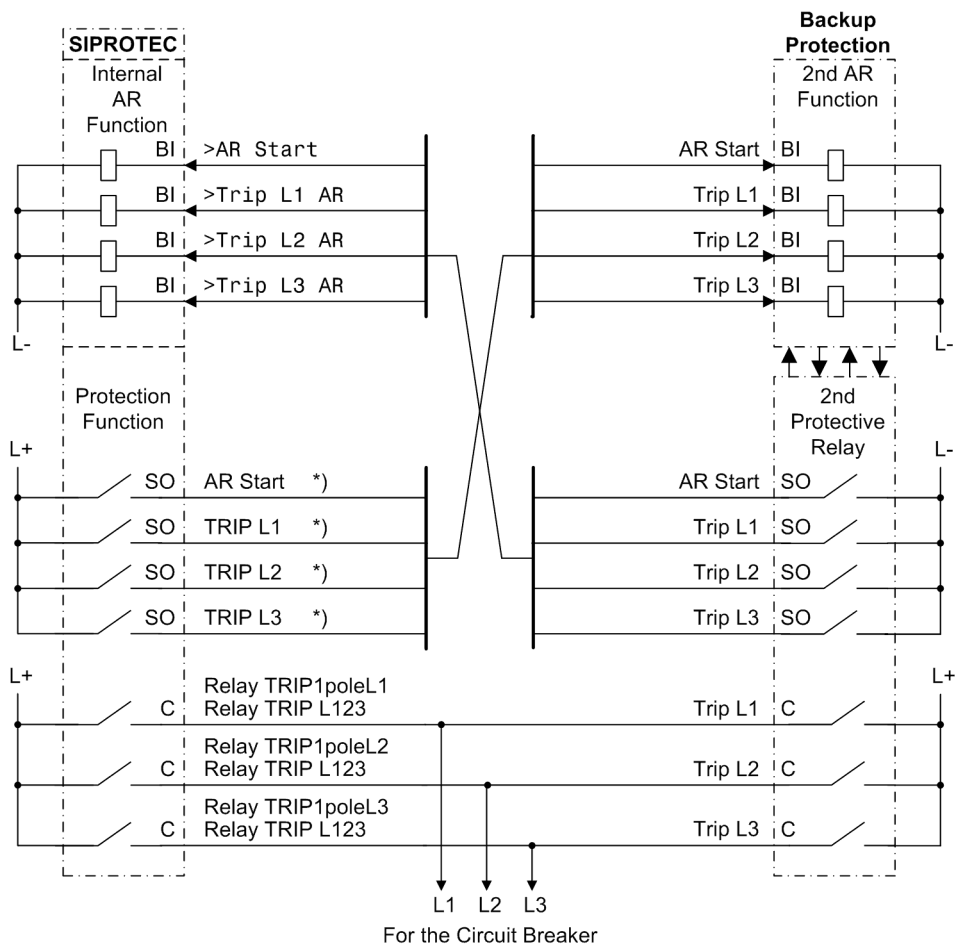 Backup
SIPROTEC Protection
Internal 2nd AR
AR Function
Function
BI >AR Start AR Start BI
BI >Trip L1 AR Trip L1 BI
BI >Trip L2 AR Trip L2 BI
BI >Trip L3 AR Trip L3 BI
L- L-
Protection 2nd
Function Protective
L+ Relay L-
SO AR Start *) AR Start SO
SO TRIP L1 *) Trip L1 SO
SO TRIP L2 *) Trip L2 SO
SO TRIP L3 *) Trip L3 SO
L+ L+
Relay TRIP1poleL1
C Relay TRIP L123 Trip L1 C
Relay TRIP1poleL2
C Relay TRIP L123 Trip L2 C
Relay TRIP1poleL3
C Relay TRIP L123 Trip L3 C
L1 L2 L3
For the Circuit Breaker